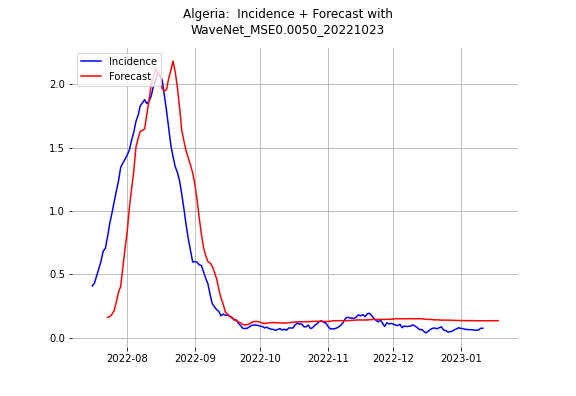 Algeria:  Incidence + Forecast with
WaveNet_MSE0.0050_20221023
Incidence
Forecast
2.0
1.5
1.0
0.5
0.0
2022-08
2022-09
2022-10
2022-11
2022-12
2023-01